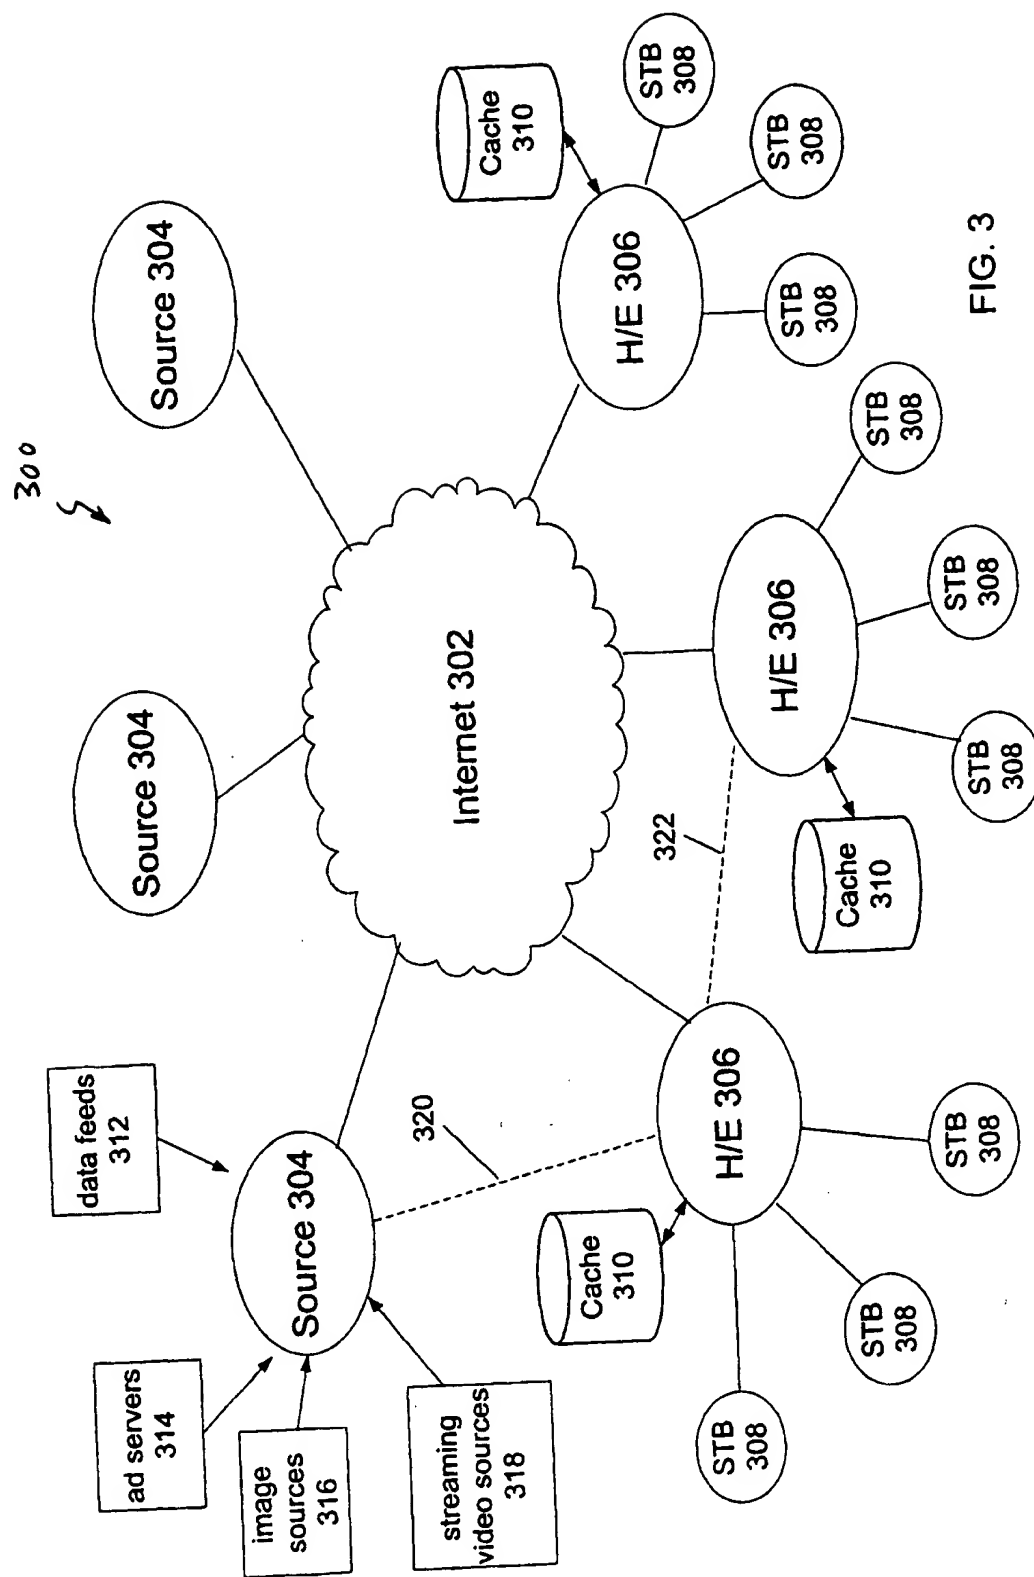 300
ad servers
314
data feeds
312
image
sources
316
streaming
video sources
318
Source 304
Source 304
Source 304
320
Internet 302
322
Cache
310
H/E 306
STB
308
STB
308
STB
308
Cache
310
H/E 306
STB
308
STB
308
STB
308
Cache
310
H/E 306
STB
308
STB
308
STB
308
FIG. 3